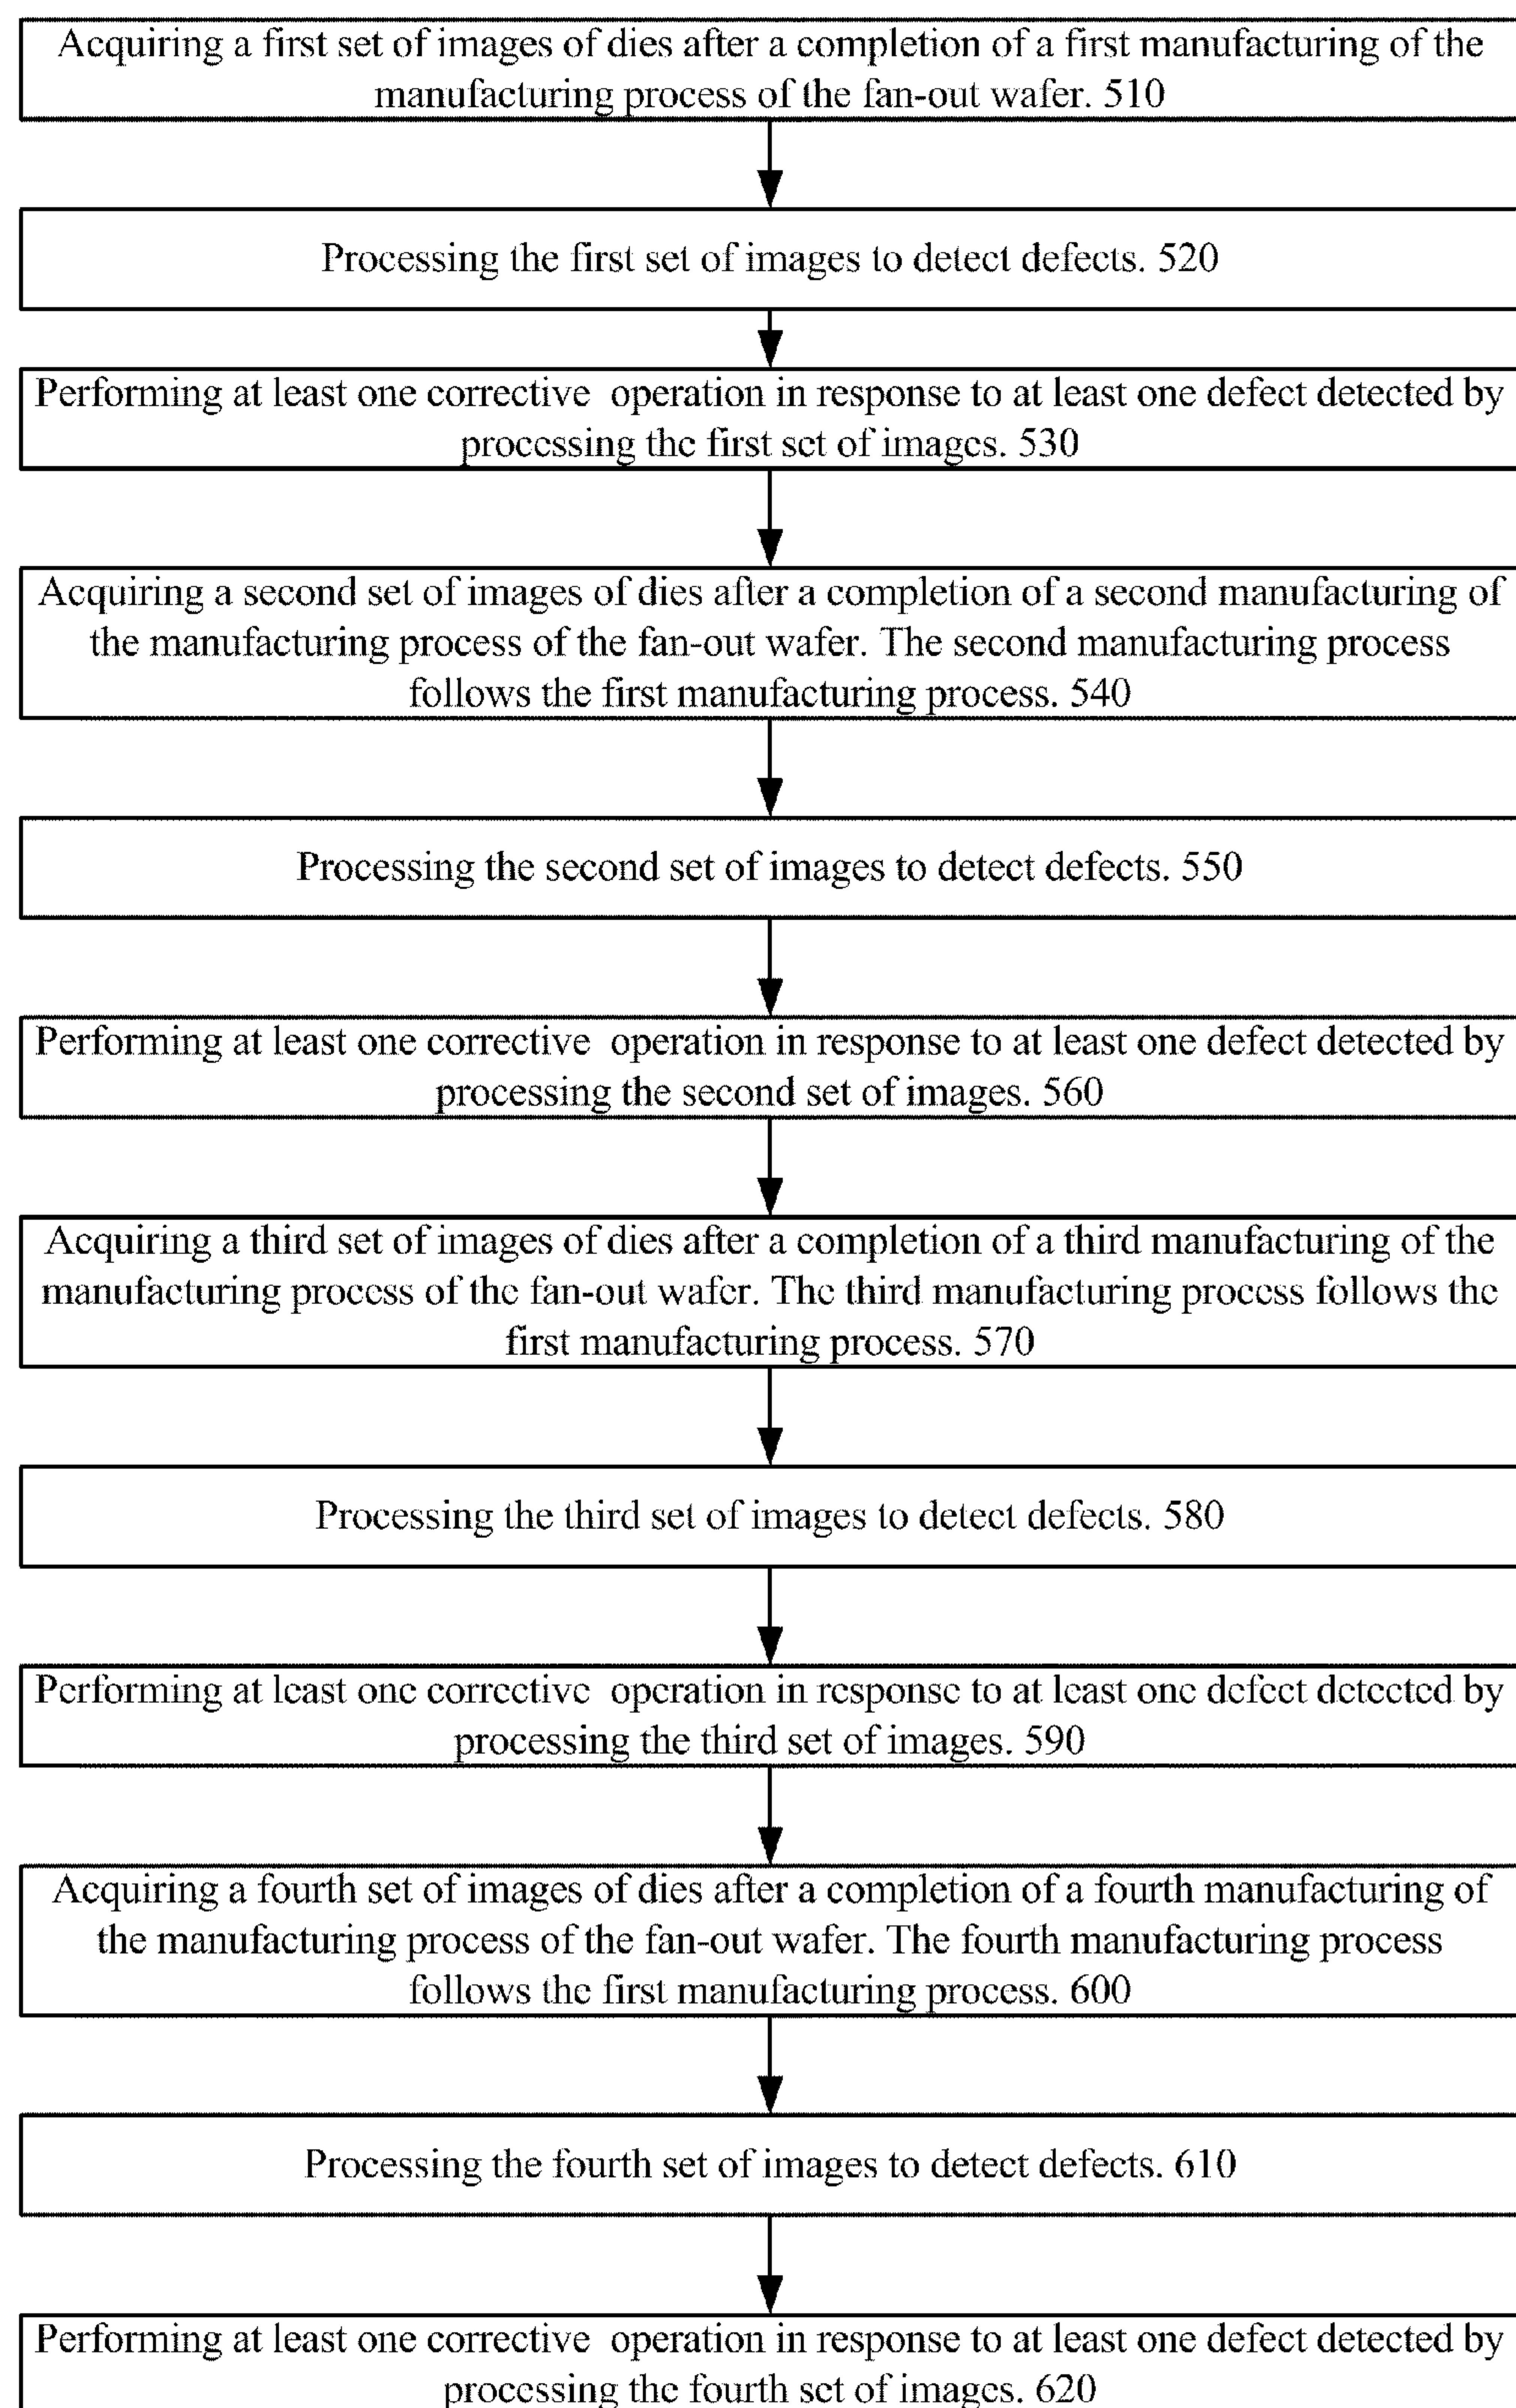 Acquiring a first set of images of dies after a completion of a first manufacturing of the
manufacturing process of the fan-out wafer. 510
Processing the first set of images to detect defects. 520
Performing at least one corrective operation in response to at least one defect detected by
processing the first set of images. 530
Acquiring a second set of images of dies after a completion of a second manufacturing of
the manufacturing process of the fan-out wafer. The second manufacturing process
follows the first manufacturing process. 540
Processing the second set of images to detect defects. 550
Performing at least one corrective operation in response to at least one defect detected by
processing the second set of images. 560
Acquiring a third set of images of dies after a completion of a third manufacturing of the
manufacturing process of the fan-out wafer. The third manufacturing process follows the
first manufacturing process. 570
Processing the third set of images to detect defects. 580
Performing at least one corrective operation in response to at least one defect detected by
processing the third set of images. 590
Acquiring a fourth set of images of dies after a completion of a fourth manufacturing of
the manufacturing process of the fan-out wafer. The fourth manufacturing process
follows the first manufacturing process. 600
Processing the fourth set of images to detect defects. 610
Performing at least one corrective operation in response to at least one defect detected by
processing the fourth set of images. 620